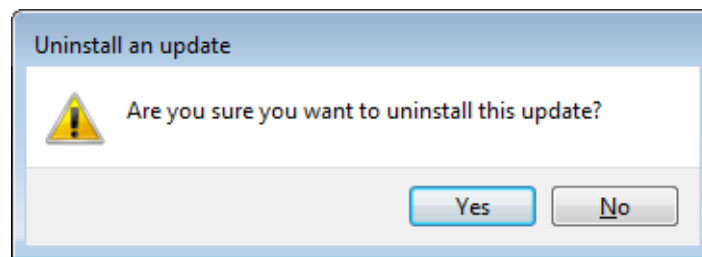 Uninstall an update
Are you sure you want to uninstall this update?
Yes No